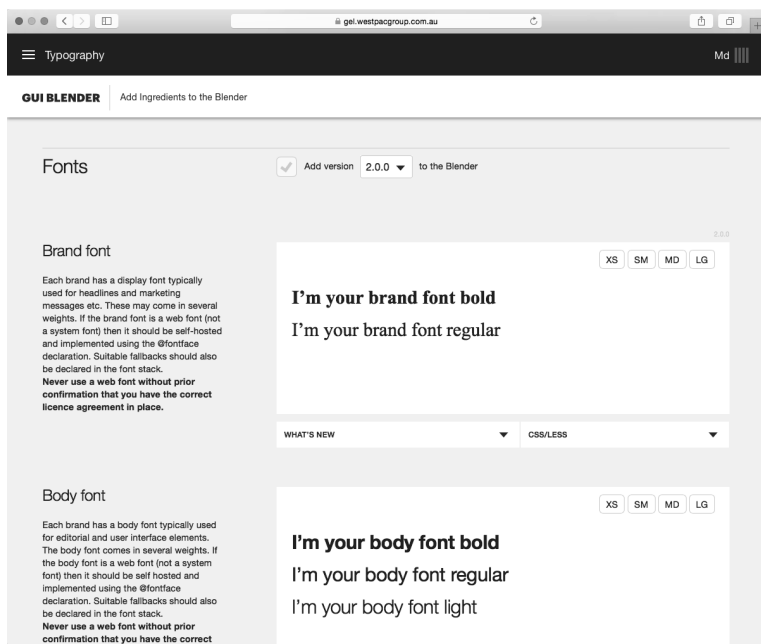 gel.westpacgroup.com.au
Typography
Md
GUI BLENDER
Add Ingredients to the Blender
Fonts
Add version 2.0.0 to the Blender
2.0.0
Brand font
Each brand has a display font typically
used for headlines and marketing
messages etc. These may come in several
weights. If the brand font is a web font (not
a system font) then it should be self-hosted
and implemented using the @fontface
declaration. Suitable fallbacks should also
be declared in the font stack.
Never use a web font without prior
confirmation that you have the correct
licence agreement in place.
XS SM MD LG
I'm your brand font bold
I'm your brand font regular
WHAT'S NEW
CSS/LESS
Body font
Each brand has a body font typically used
for editorial and user interface elements.
The body font comes in several weights. If
the body font is a web font (not a system
font) then it should be self hosted and
implemented using the @fontface
declaration. Suitable fallbacks should also
be declared in the font stack.
Never use a web font without prior
confirmation that you have the correct
XS SM MD LG
I'm your body font bold
I'm your body font regular
I'm your body font light